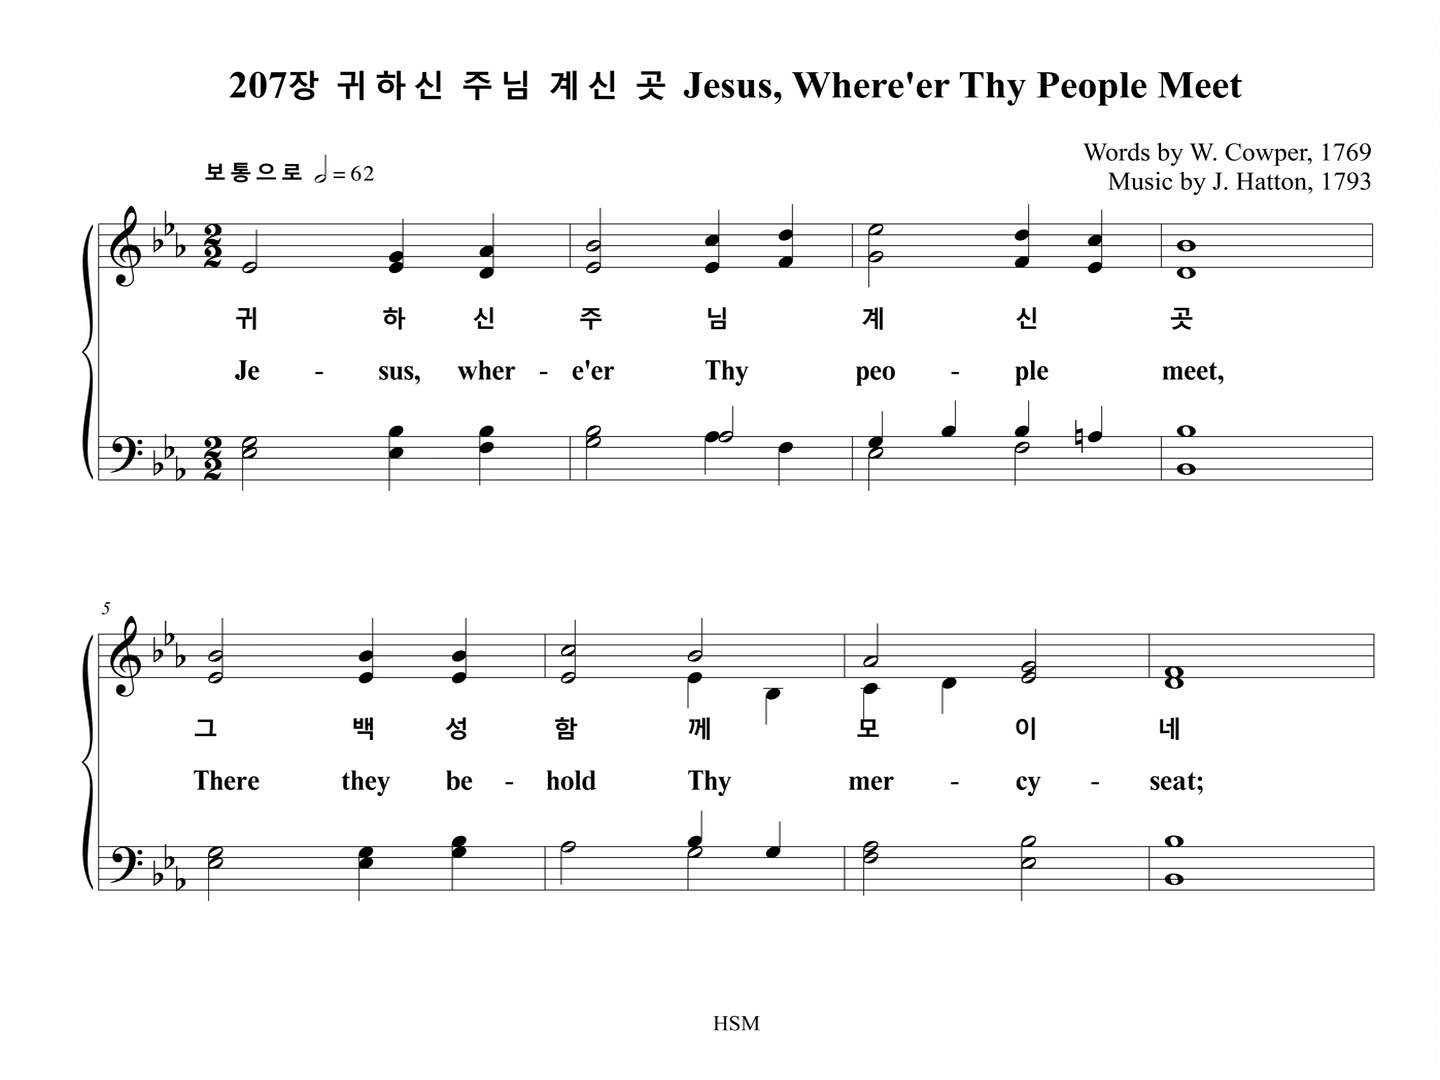 207장 귀하신 주님 계신 곳 Jesus, Where'er Thy People Meet
Words by W. Cowper, 1769
보통으로 = 62
Music by J. Hatton, 1793
귀 하 신 주 님 계 신 곳
Je - sus, wher - e'er Thy peo - ple meet,
5
그 백 성 함 께 모 이 네
There they be - hold Thy mer - cy - seat;
HSM